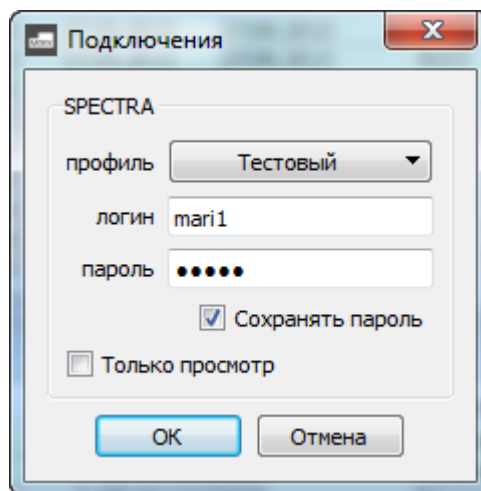 Подключения
SPECTRA
профиль Тестовый
логин mari1
пароль ●●●●●
Сохранять пароль
Только просмотр
OK Отмена